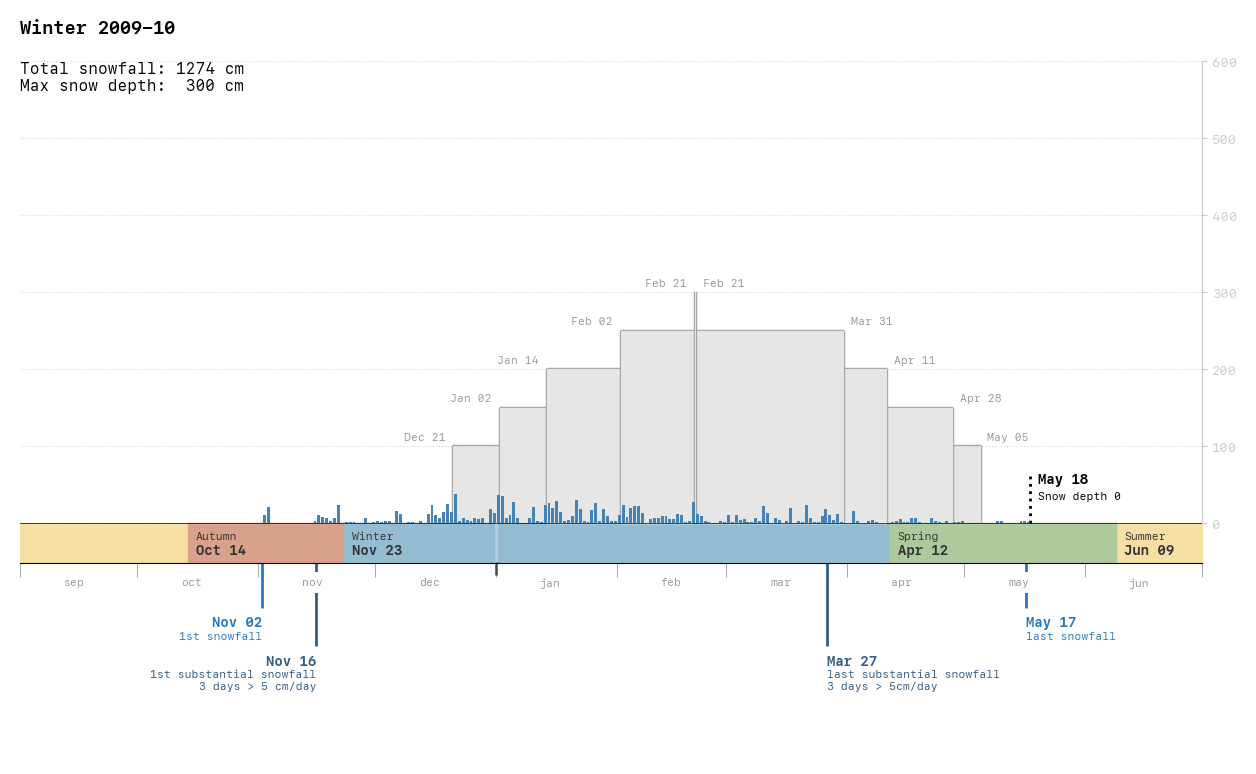 Winter 2009–10
Total snowfall: 1274 cm
Max snow depth:  300 cm
600
500
400
300
200
100
0
Feb 21
Feb 21
Feb 02
Mar 31
Jan 14
Apr 11
Jan 02
Apr 28
Dec 21
May 05
May 18
Snow depth 0
Autumn
Oct 14
Winter
Nov 23
Spring
Apr 12
Summer
Jun 09
sep
oct
nov
dec
jan
feb
mar
apr
may
jun
Nov 02
1st snowfall
May 17
last snowfall
Nov 16
1st substantial snowfall
3 days > 5 cm/day
Mar 27
last substantial snowfall
3 days > 5cm/day